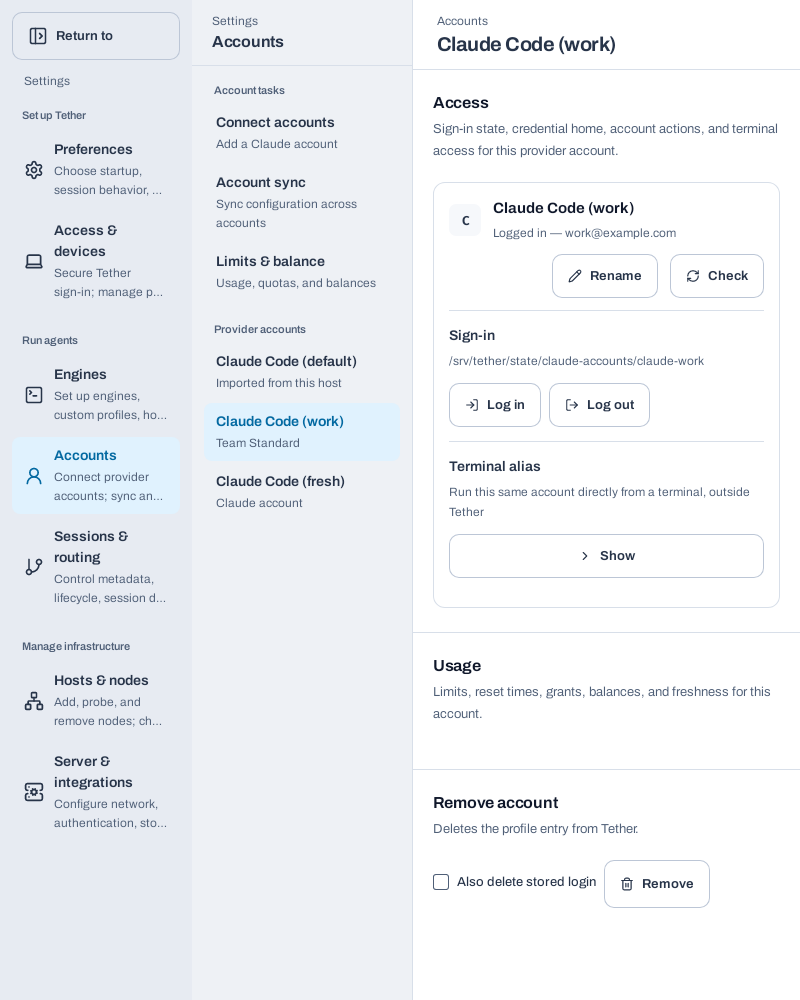 Return to
Settings
Set up Tether
Preferences
Choose startup,
session behavior, ...
Access &
devices
Secure Tether
sign-in; manage p...
Run agents
Engines
Set up engines,
custom profiles, ho...
Accounts
Connect provider
accounts; sync an...
Sessions &
routing
Control metadata,
lifecycle, session d...
Manage infrastructure
Hosts & nodes
Add, probe, and
remove nodes; ch...
Server &
integrations
Configure network,
authentication, sto...
Settings
Accounts
Account tasks
Connect accounts
Add a Claude account
Account sync
Sync configuration across
accounts
Limits & balance
Usage, quotas, and balances
Provider accounts
Claude Code (default)
Imported from this host
Claude Code (work)
Team Standard
Claude Code (fresh)
Claude account
Accounts
Claude Code (work)
Access
Sign-in state, credential home, account actions, and terminal
access for this provider account.
C
Claude Code (work)
Logged in — work@example.com
Rename
Check
Sign-in
/srv/tether/state/claude-accounts/claude-work
Log in
Log out
Terminal alias
Run this same account directly from a terminal, outside
Tether
Show
Usage
Limits, reset times, grants, balances, and freshness for this
account.
Remove account
Deletes the profile entry from Tether.
Also delete stored login
Remove